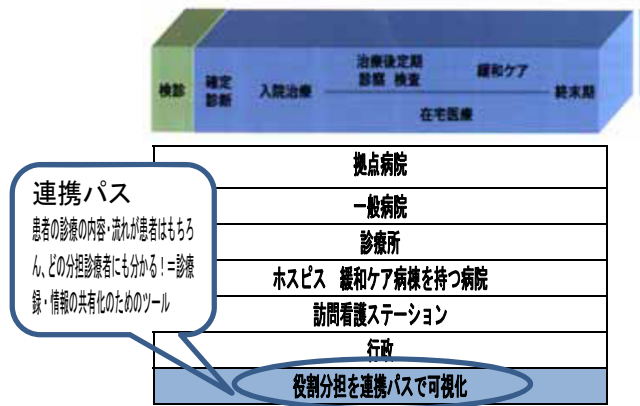 検診
確定
診断
入院治療
治療後定期
診察 検査
緩和ケア
在宅医療
終末期
拠点病院
一般病院
診療所
ホスピス 緩和ケア病棟を持つ病院
訪問看護ステーション
行政
役割分担を連携パスで可視化
連携パス
患者の診療の内容・流れが患者はもちろ
ん、どの分担診療者にも分かる！＝診療
録・情報の共有化のためのツール